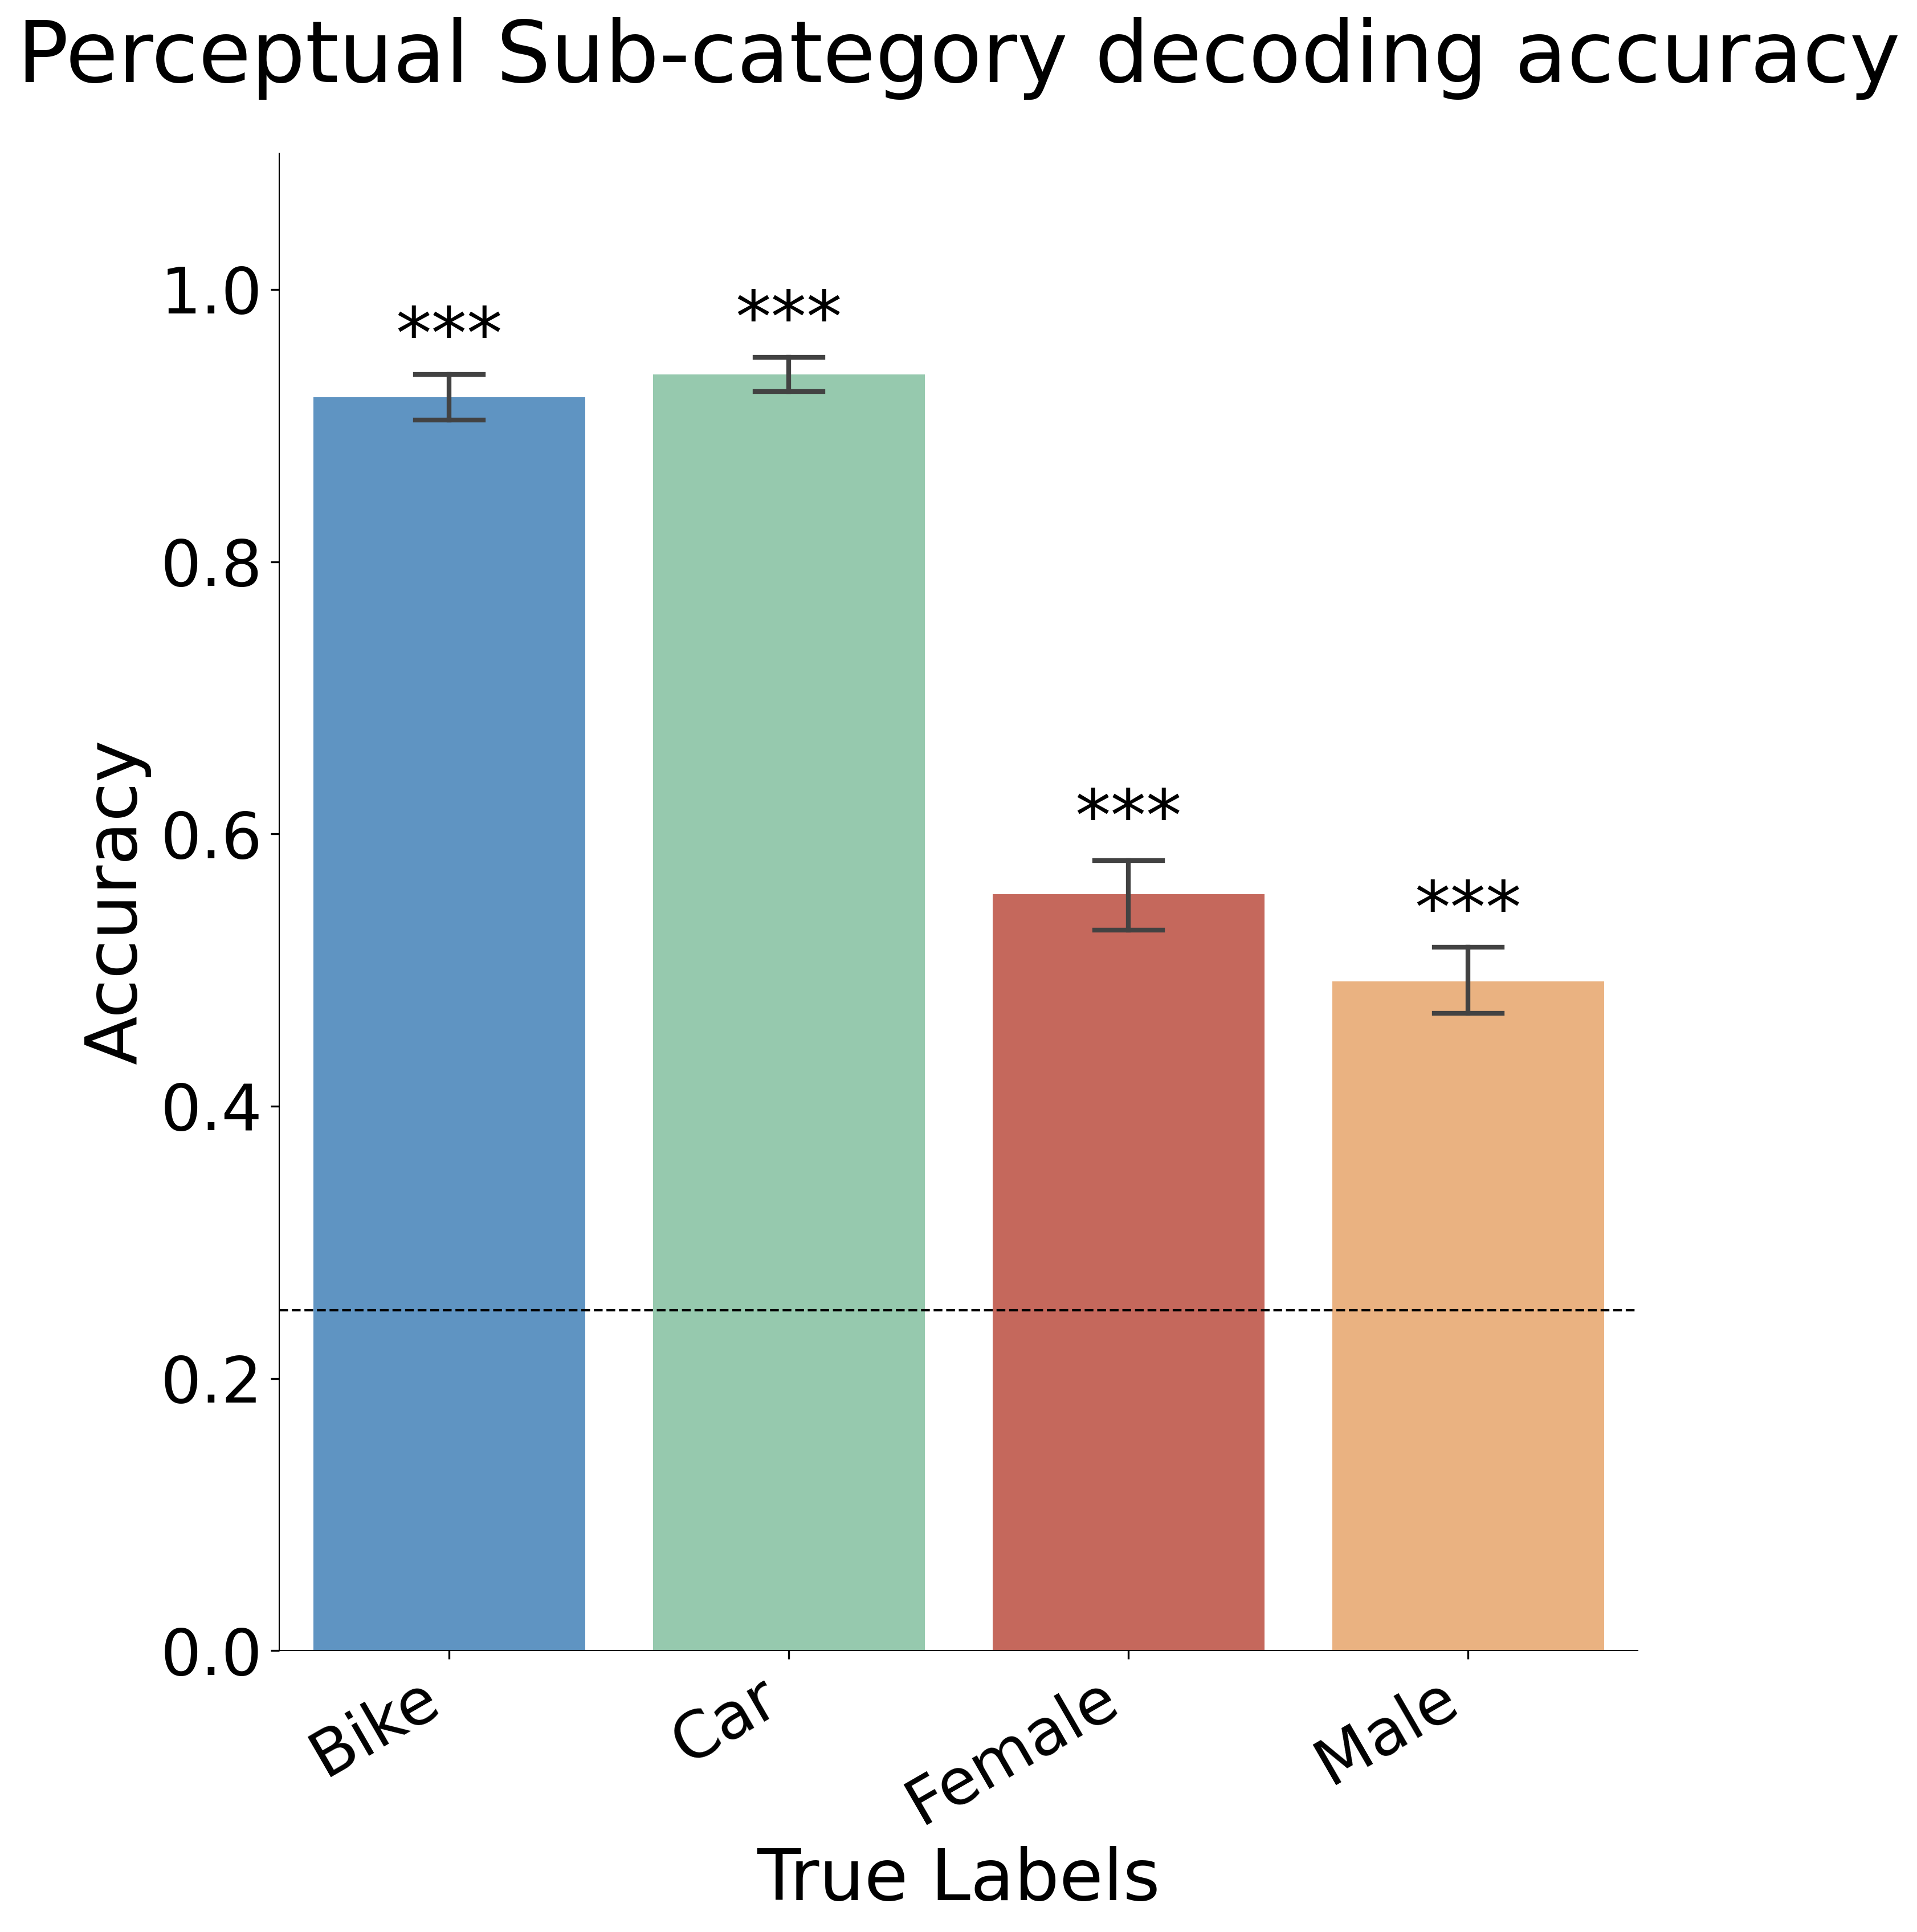 Perceptual Sub-category decoding accuracy
1.0
0.8
0.6
0.4
0.2
0.0
Accuracy
***
***
***
***
Bike
Car
Female
Male
True Labels